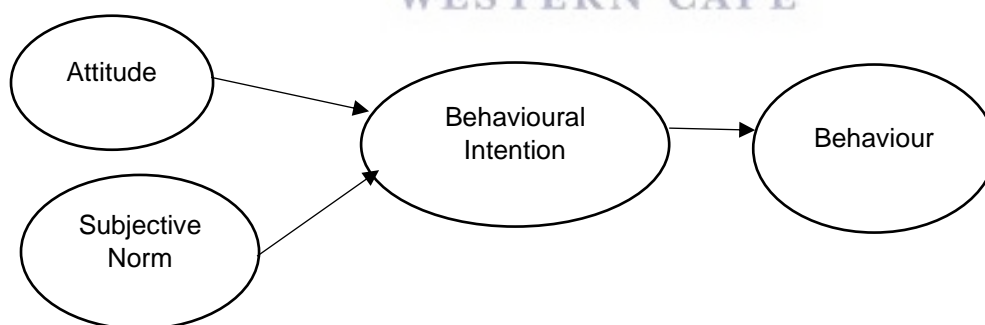 WESTERN CAPE
Attitude
Behavioural
Intention
Behaviour
Subjective
Norm